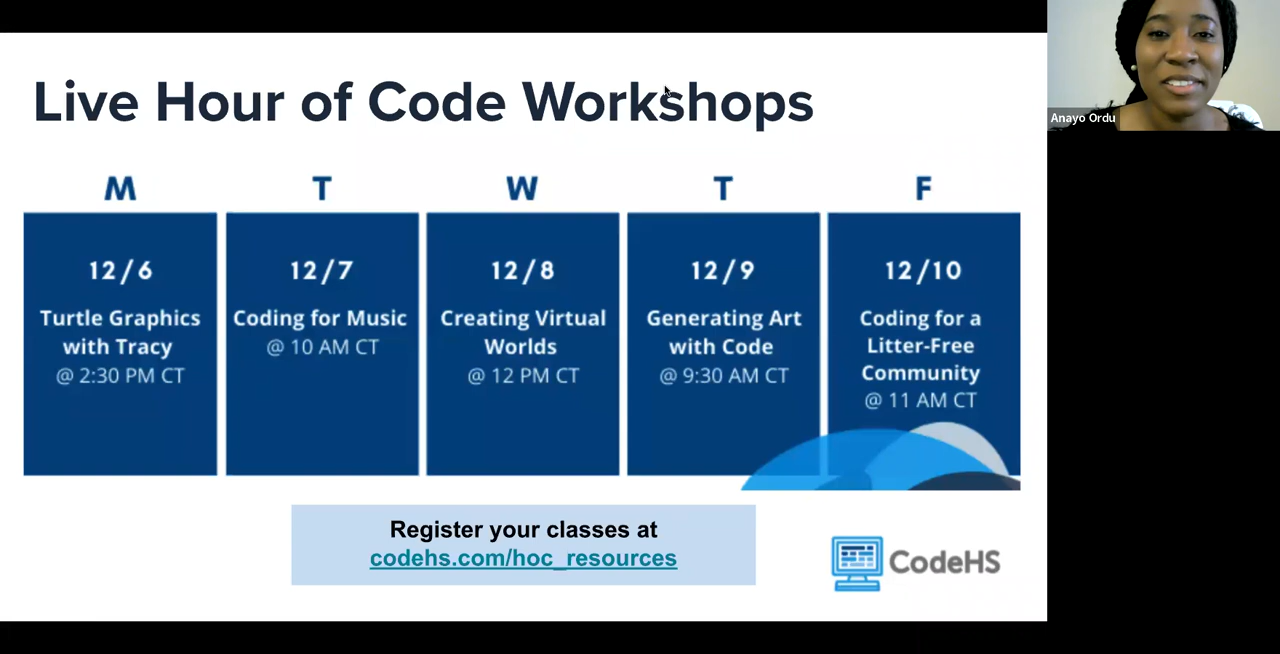 Live Hour of Code Workshops
Anayo Ordu
M
T
W
T
F
12/6
Turtle Graphics
with Tracy
@ 2:30 PM CT
12/7
Coding for Music
@ 10 AM CT
12/8
Creating Virtual
Worlds
@ 12 PM CT
12/9
Generating Art
with Code
@ 9:30 AM CT
12/10
Coding for a
Litter-Free
Community
@ 11 AM CT
Register your classes at
codehs.com/hoc_resources
CodeHS